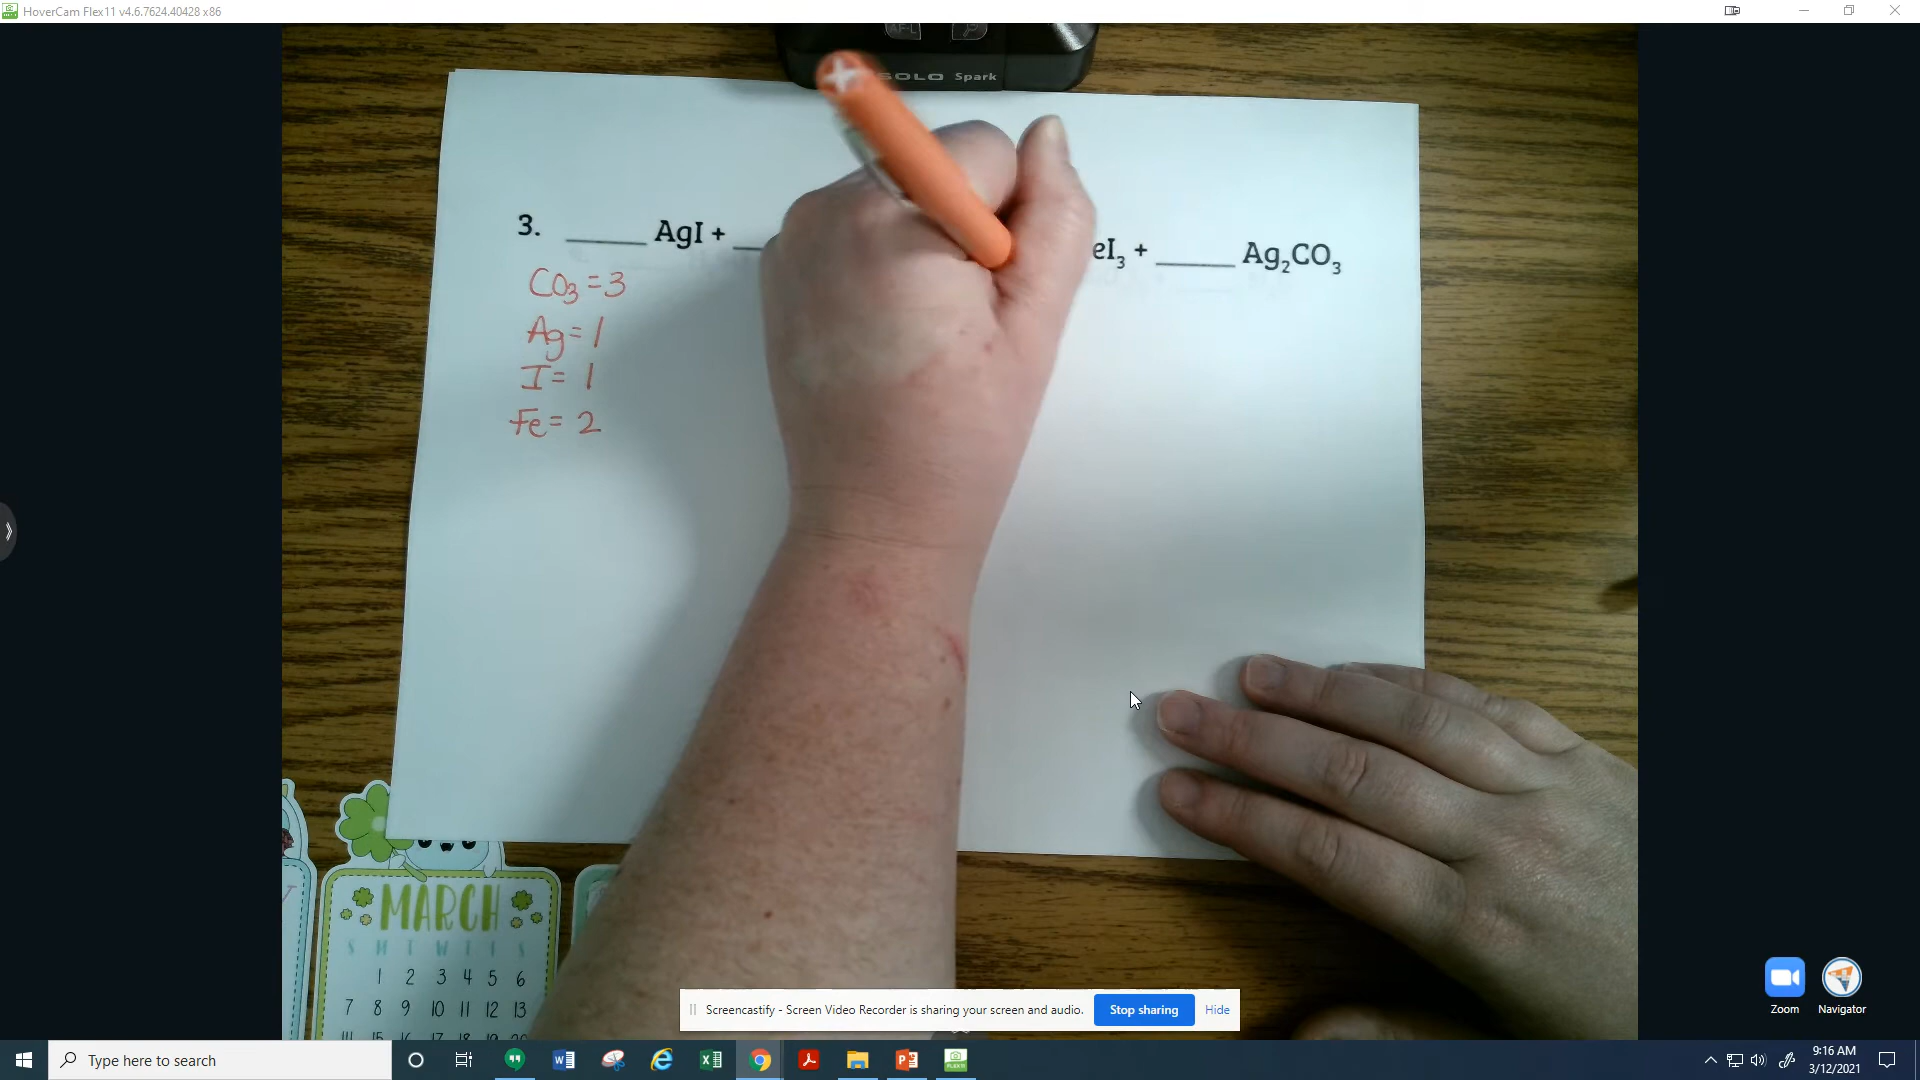 HoverCam Flex11 v4.6.7624.40428 x86
AF-L
SOLO Spark
3. _____ AgI + ___ eI₃ + _____ Ag₂CO₃
CO₃ = 3
Ag = 1
I = 1
Fe = 2
MARCH
S M T W T F S
1 2 3 4 5 6
7 8 9 10 11 12 13
Screencastify - Screen Video Recorder is sharing your screen and audio.
Stop sharing
Hide
Zoom
Navigator
Type here to search
9:16 AM
3/12/2021